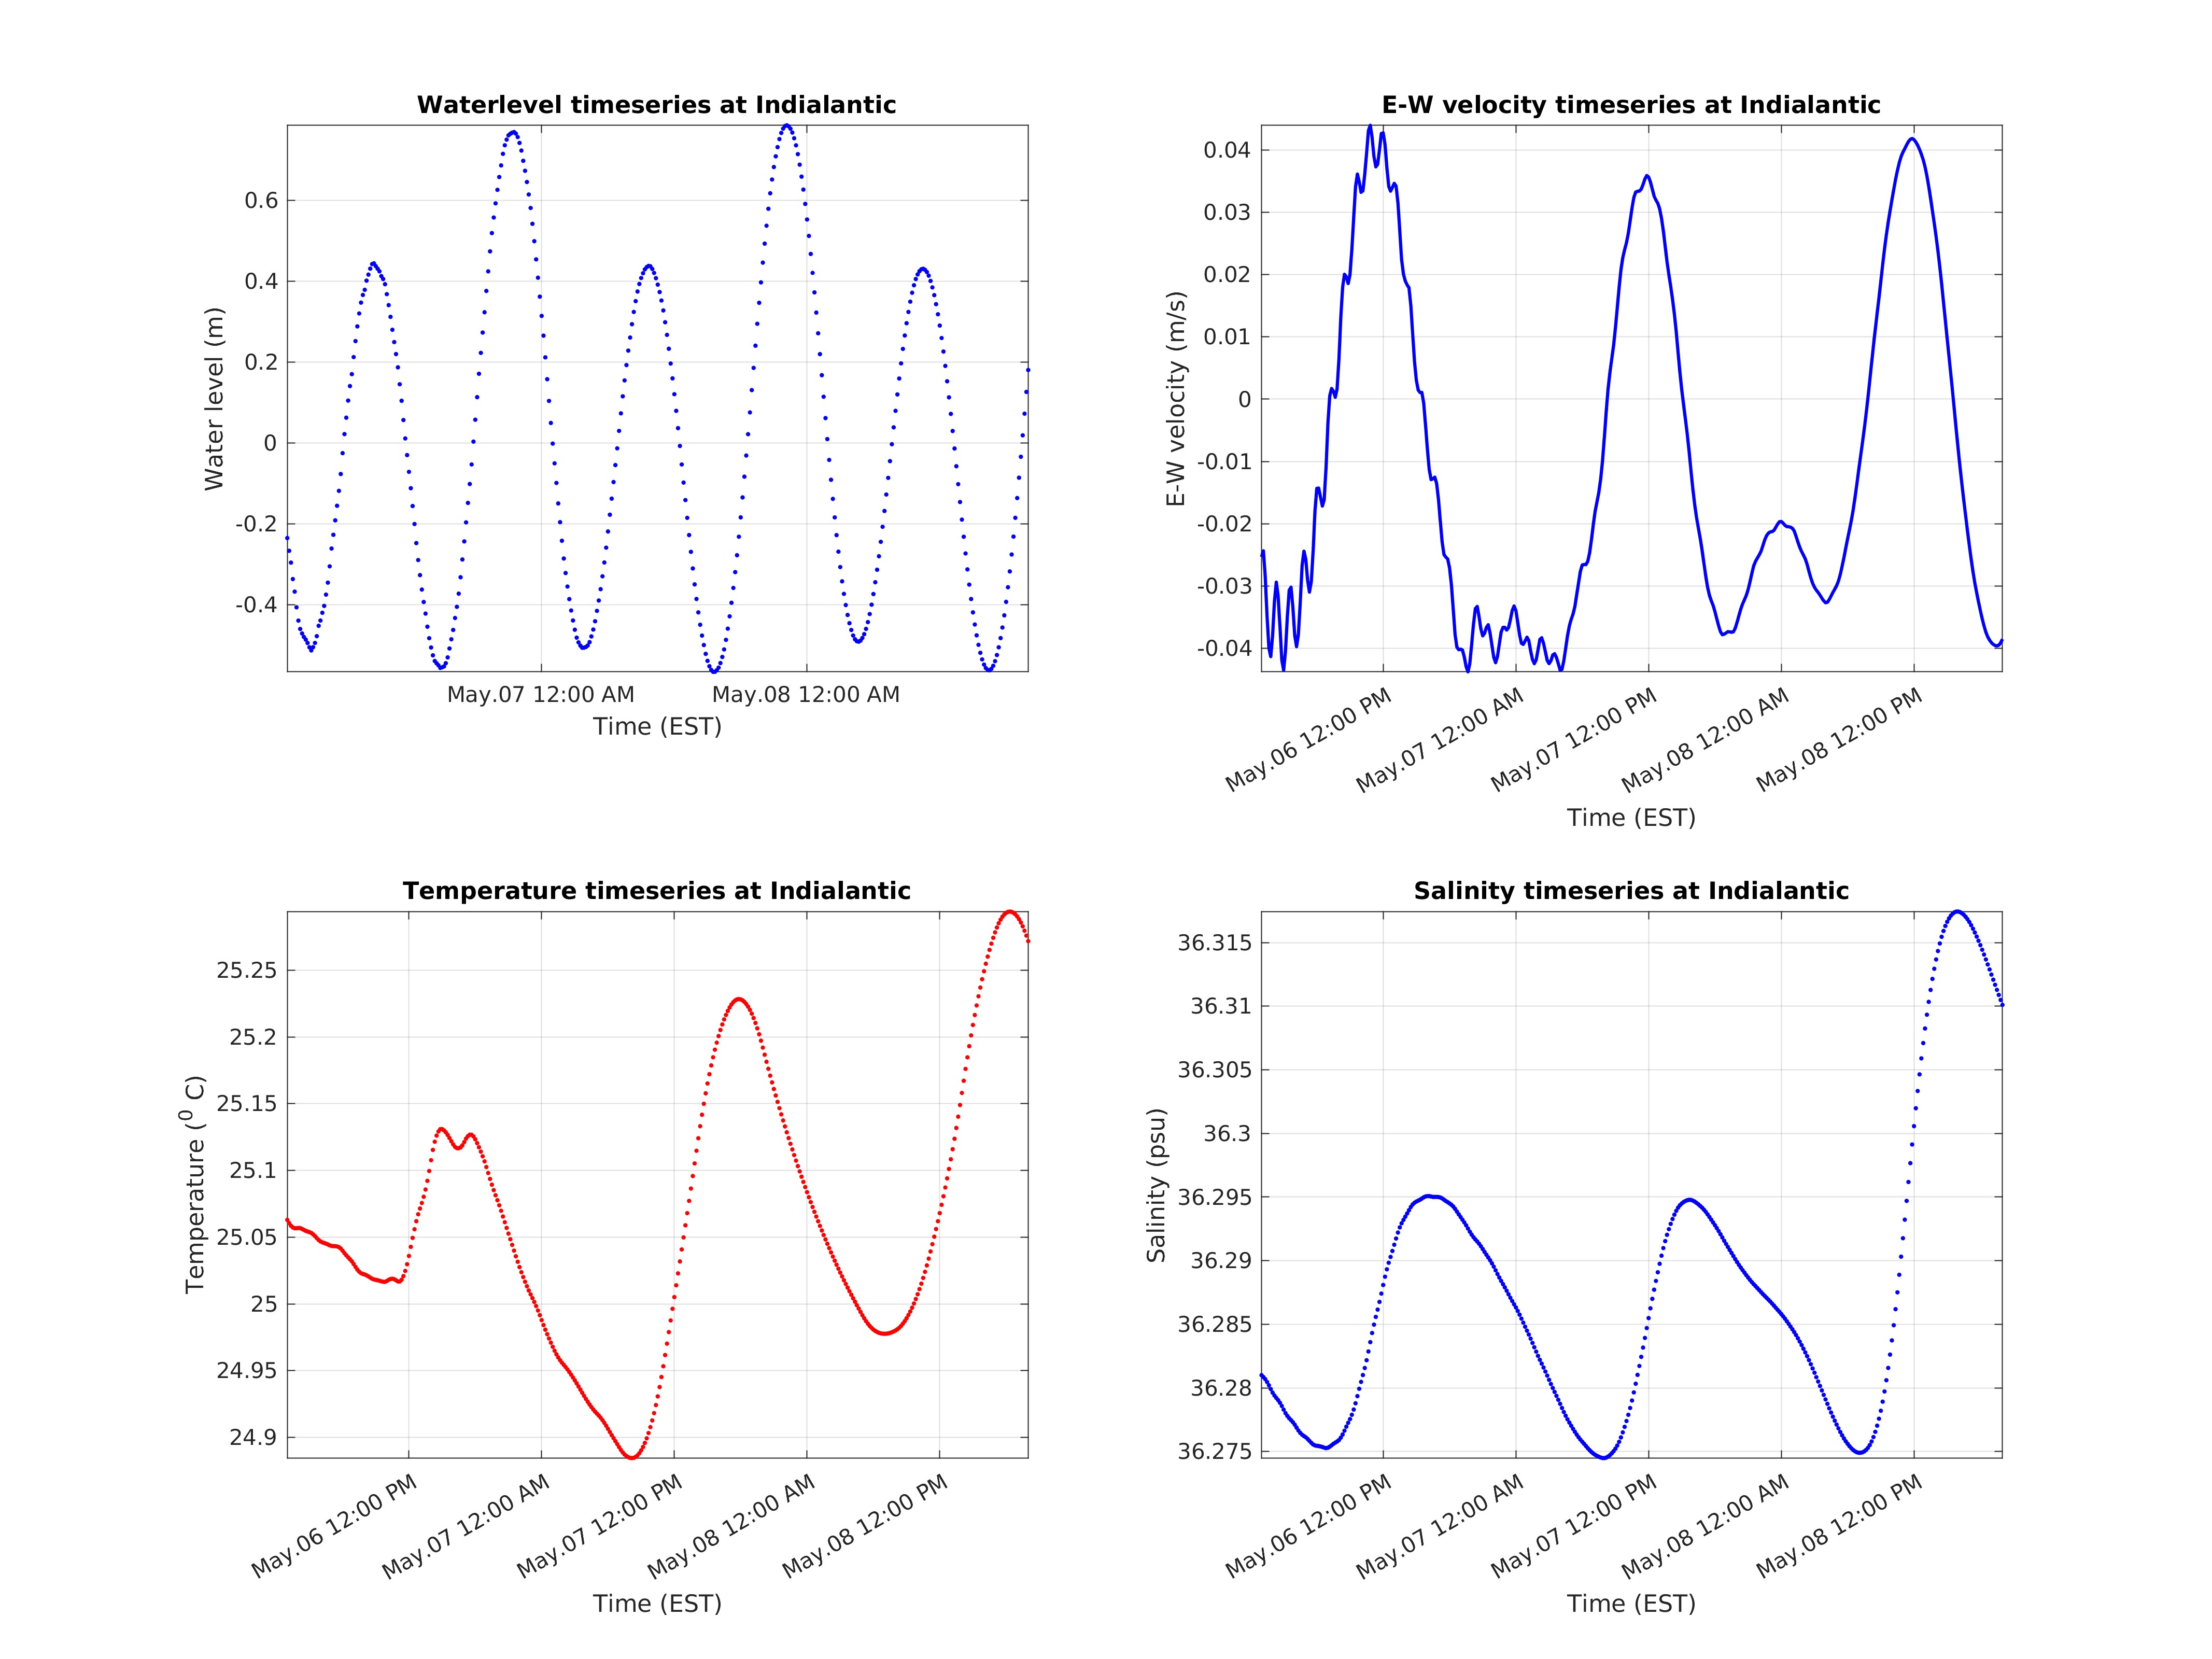 Waterlevel timeseries at Indialantic
Water level (m)
0.6
0.4
0.2
0
-0.2
-0.4
May.07 12:00 AM
May.08 12:00 AM
Time (EST)
E-W velocity timeseries at Indialantic
E-W velocity (m/s)
0.04
0.03
0.02
0.01
0
-0.01
-0.02
-0.03
-0.04
May.06 12:00 PM
May.07 12:00 AM
May.07 12:00 PM
May.08 12:00 AM
May.08 12:00 PM
Time (EST)
Temperature timeseries at Indialantic
Temperature (⁰ C)
25.25
25.2
25.15
25.1
25.05
25
24.95
24.9
May.06 12:00 PM
May.07 12:00 AM
May.07 12:00 PM
May.08 12:00 AM
May.08 12:00 PM
Time (EST)
Salinity timeseries at Indialantic
Salinity (psu)
36.315
36.31
36.305
36.3
36.295
36.29
36.285
36.28
36.275
May.06 12:00 PM
May.07 12:00 AM
May.07 12:00 PM
May.08 12:00 AM
May.08 12:00 PM
Time (EST)